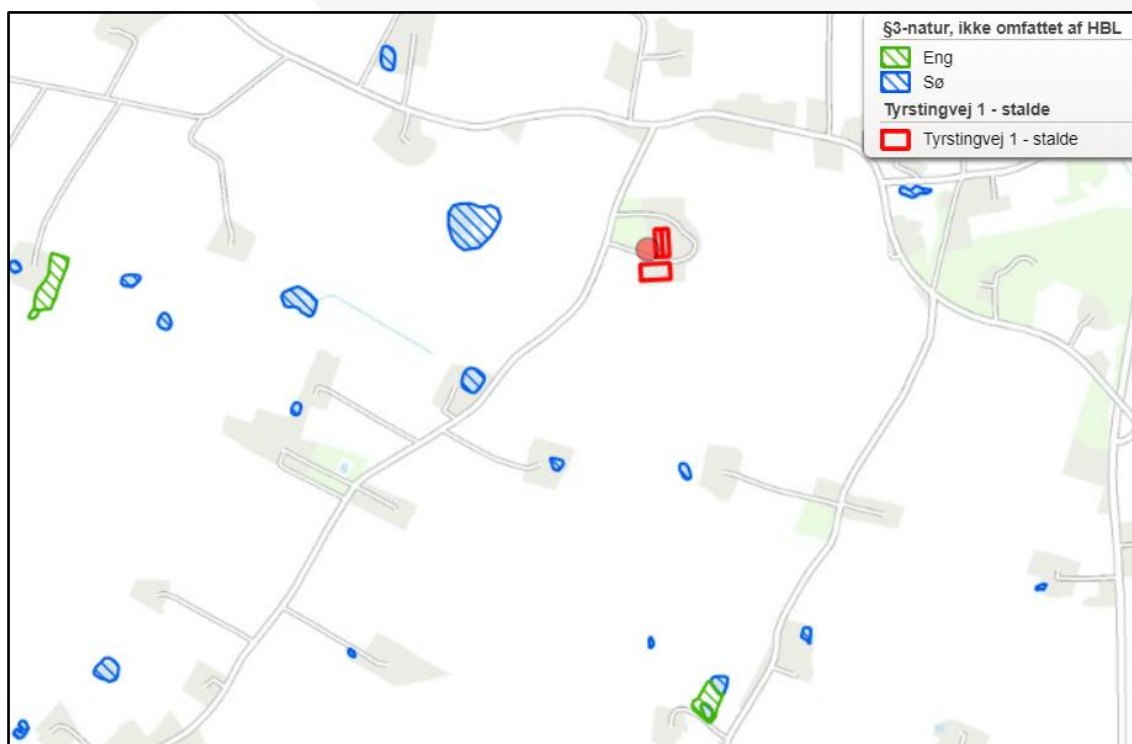 §3-natur, ikke omfattet af HBL
Eng
Sø
Tyrstingvej 1 - stalde
Tyrstingvej 1 - stalde